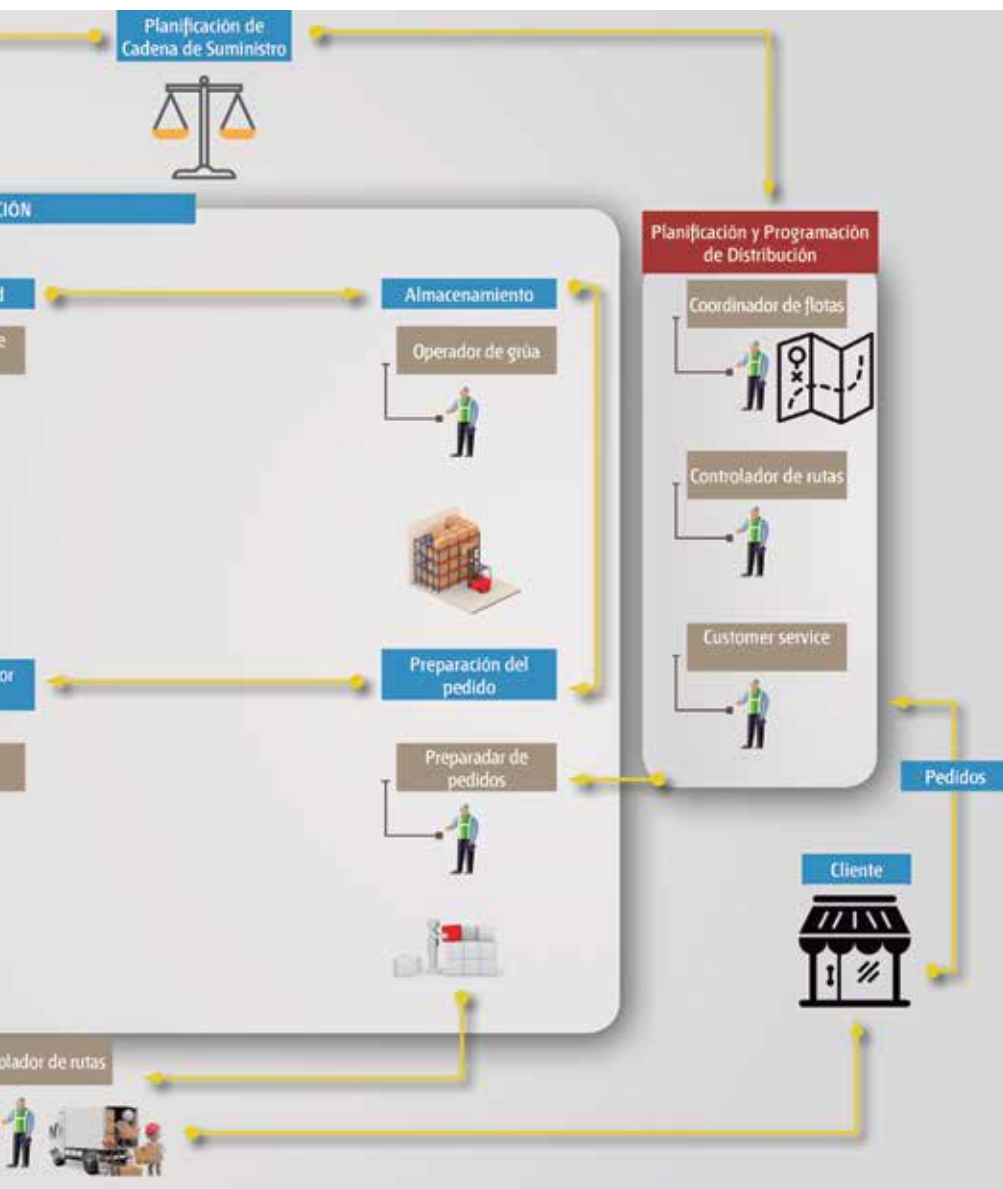 Planificación de
Cadena de Suministro
CIÓN
Planificación y Programación
de Distribución
d
Almacenamiento
Coordinador de flotas
e
Operador de grúa
Controlador de rutas
Customer service
or
Preparación del
pedido
Preparadar de
pedidos
Pedidos
Cliente
olador de rutas